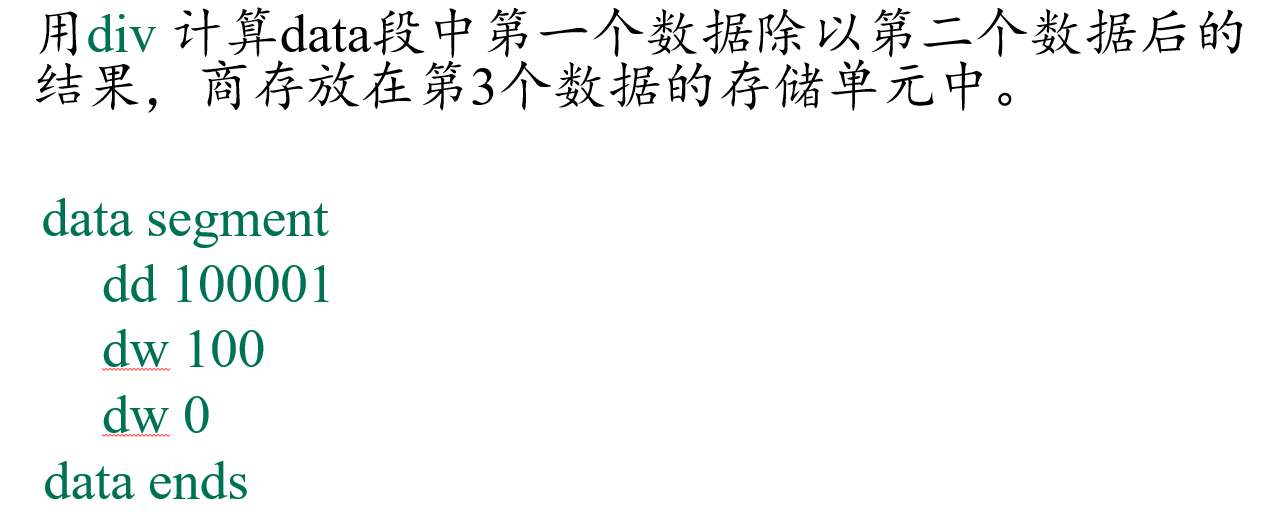 用div 计算data段中第一个数据除以第二个数据后的
结果，商存放在第3个数据的存储单元中。
data segment
dd 100001
dw 100
dw 0
data ends